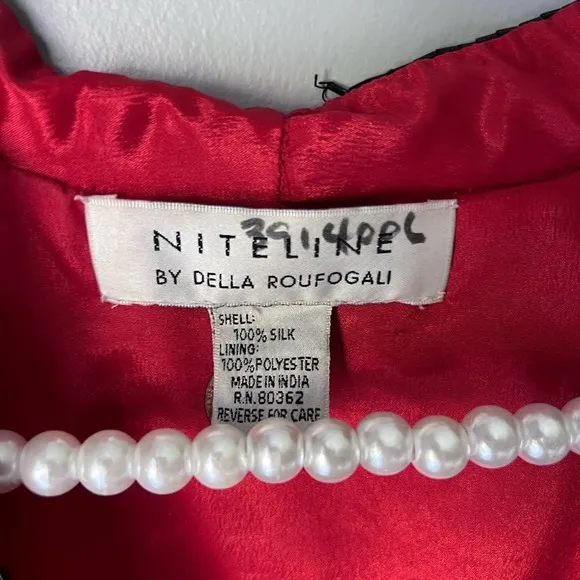 3914006
NITELINE
BY DELLA ROUFOGALI
SHELL:
100% SILK
LINING:
100% POLYESTER
MADE IN INDIA
R.N. 80362
REVERSE FOR CARE